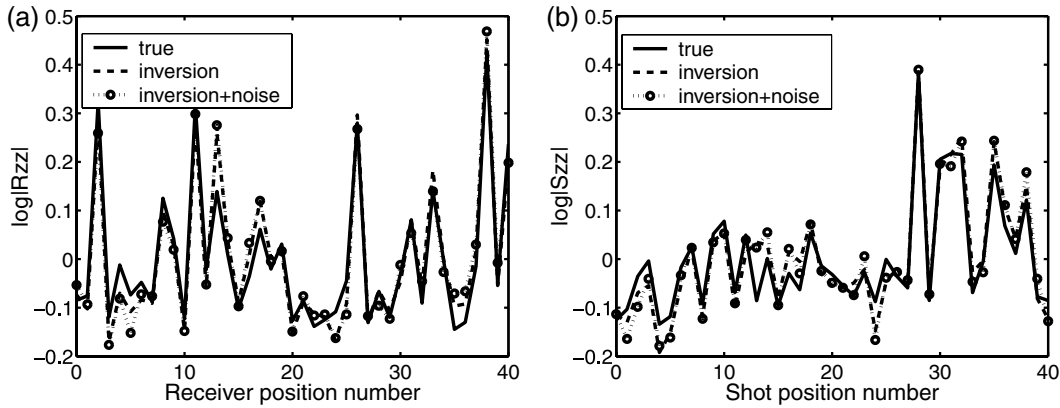 (a)
0.5
0.4
0.3
0.2
0.1
0
−0.1
−0.2
log|Rzz|
true
inversion
inversion+noise
0 10 20 30 40
Receiver position number
(b)
0.5
0.4
0.3
0.2
0.1
0
−0.1
−0.2
log|Szz|
true
inversion
inversion+noise
0 10 20 30 40
Shot position number